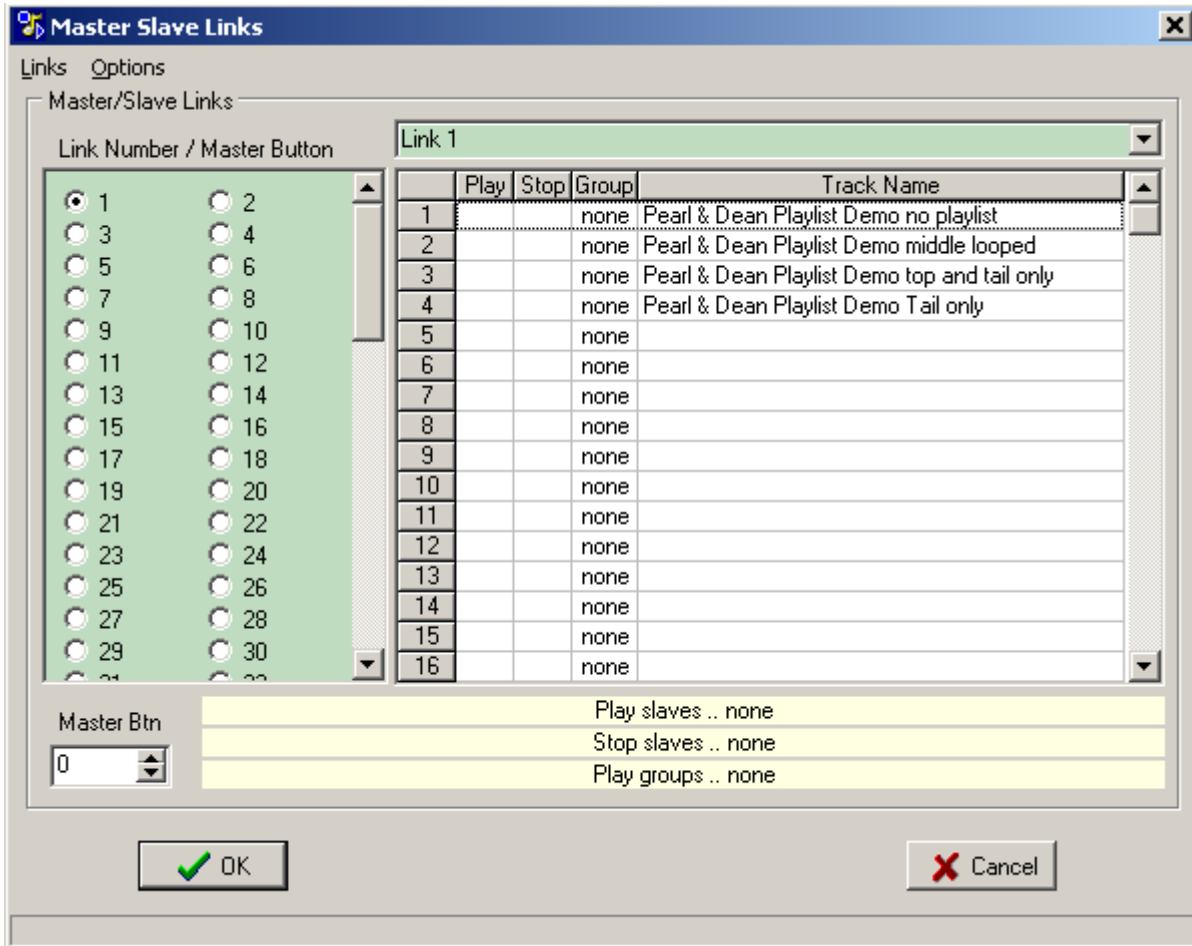 Master Slave Links
Links Options
Master/Slave Links
Link Number / Master Button
Link 1
1 2
3 4
5 6
7 8
9 10
11 12
13 14
15 16
17 18
19 20
21 22
23 24
25 26
27 28
29 30
Play Stop Group Track Name
1 none Pearl & Dean Playlist Demo no playlist
2 none Pearl & Dean Playlist Demo middle looped
3 none Pearl & Dean Playlist Demo top and tail only
4 none Pearl & Dean Playlist Demo Tail only
5 none
6 none
7 none
8 none
9 none
10 none
11 none
12 none
13 none
14 none
15 none
16 none
Master Btn
0
Play slaves .. none
Stop slaves .. none
Play groups .. none
OK
Cancel